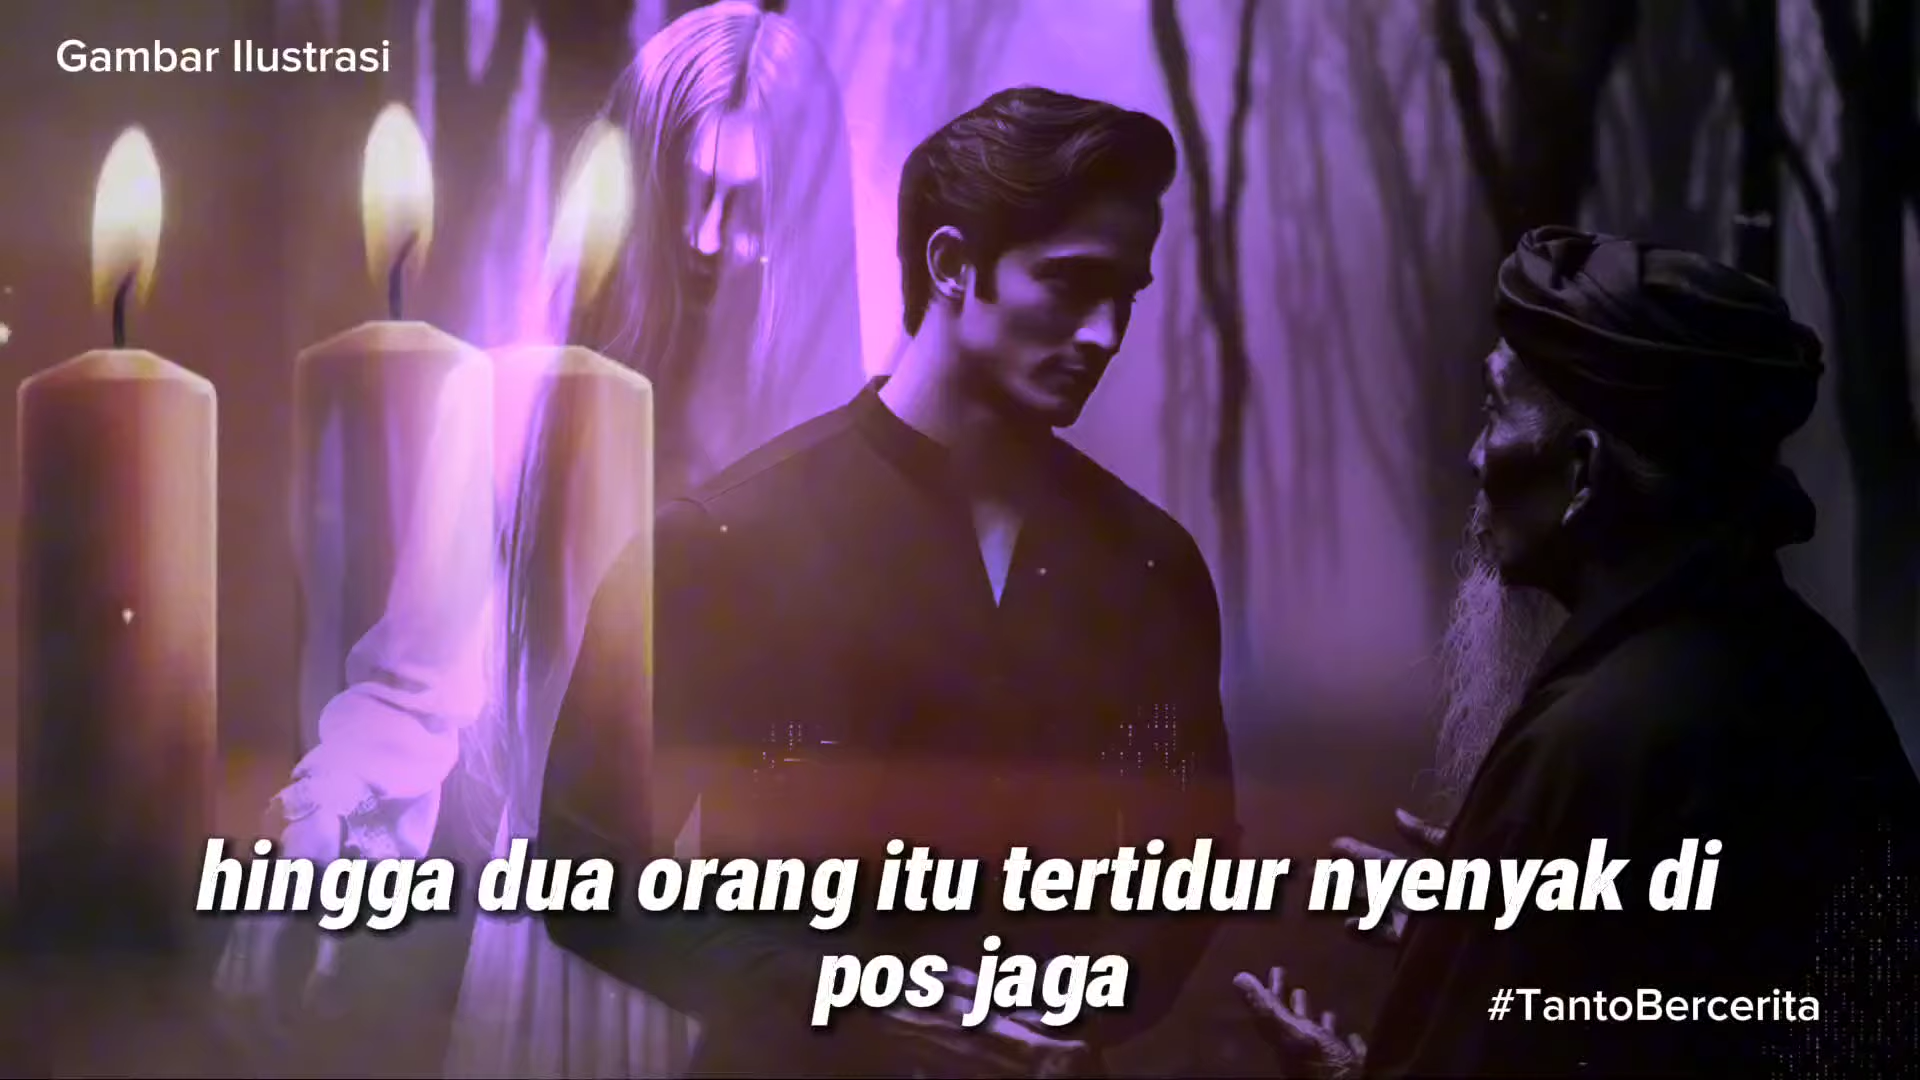 Gambar Ilustrasi
hingga dua orang itu tertidur nyenyak di
pos jaga
#TantoBercerita